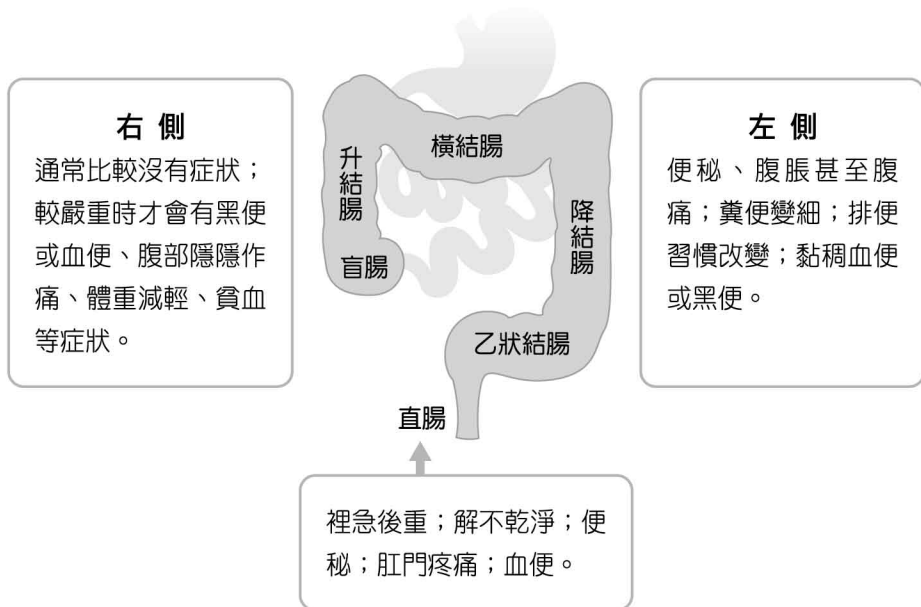 右側
通常比較沒有症狀；
較嚴重時才會有黑便
或血便、腹部隱隱作
痛、體重減輕、貧血
等症狀。
升結腸
橫結腸
降結腸
盲腸
乙狀結腸
直腸
左側
便秘、腹脹甚至腹
痛；糞便變細；排便
習慣改變；黏稠血便
或黑便。
裡急後重；解不乾淨；便
秘；肛門疼痛；血便。